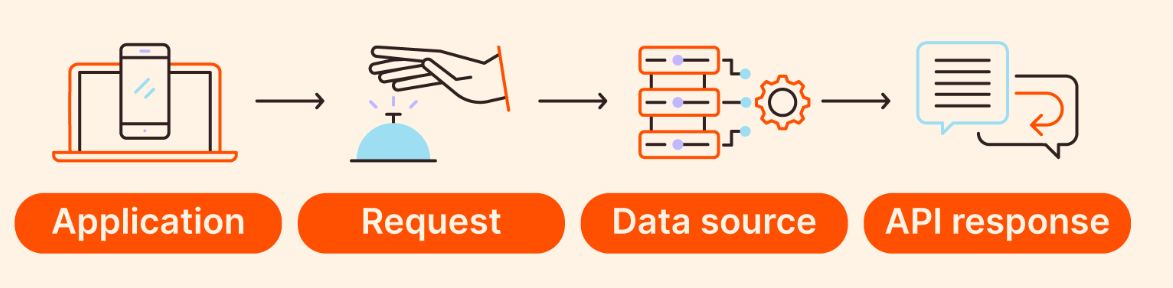 Application
Request
Data source
API response